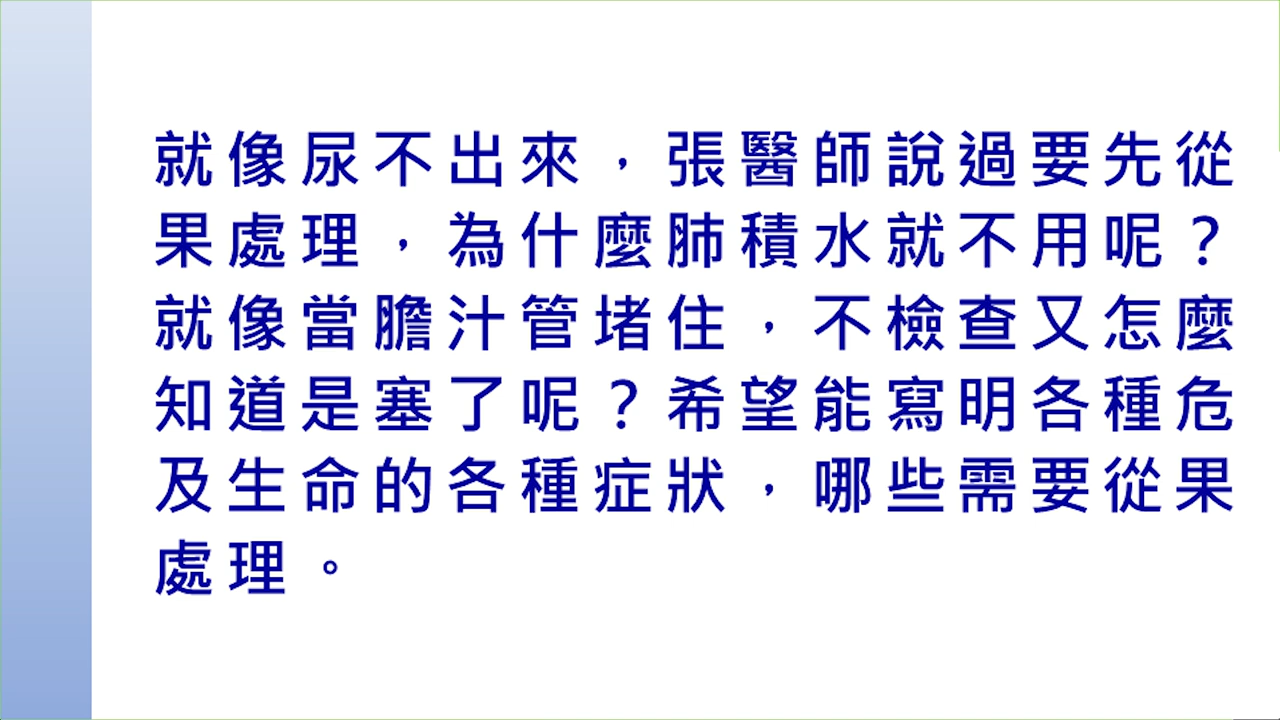 就像尿不出來，張醫師說過要先從
果處理，為什麼肺積水就不用呢？
就像當膽汁管堵住，不檢查又怎麼
知道是塞了呢？希望能寫明各種危
及生命的各種症狀，哪些需要從果
處理。